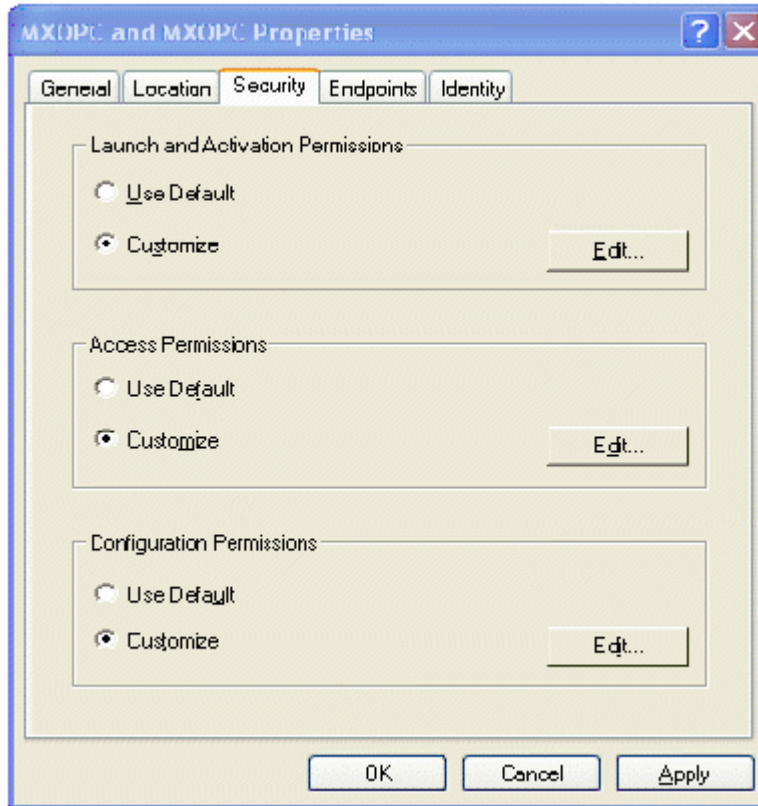 MXOPC and MXOPC Properties
General Location Security Endpoints Identity
Launch and Activation Permissions
Use Default
Customize
Edit...
Access Permissions
Use Default
Customize
Edit...
Configuration Permissions
Use Default
Customize
Edit...
OK Cancel Apply